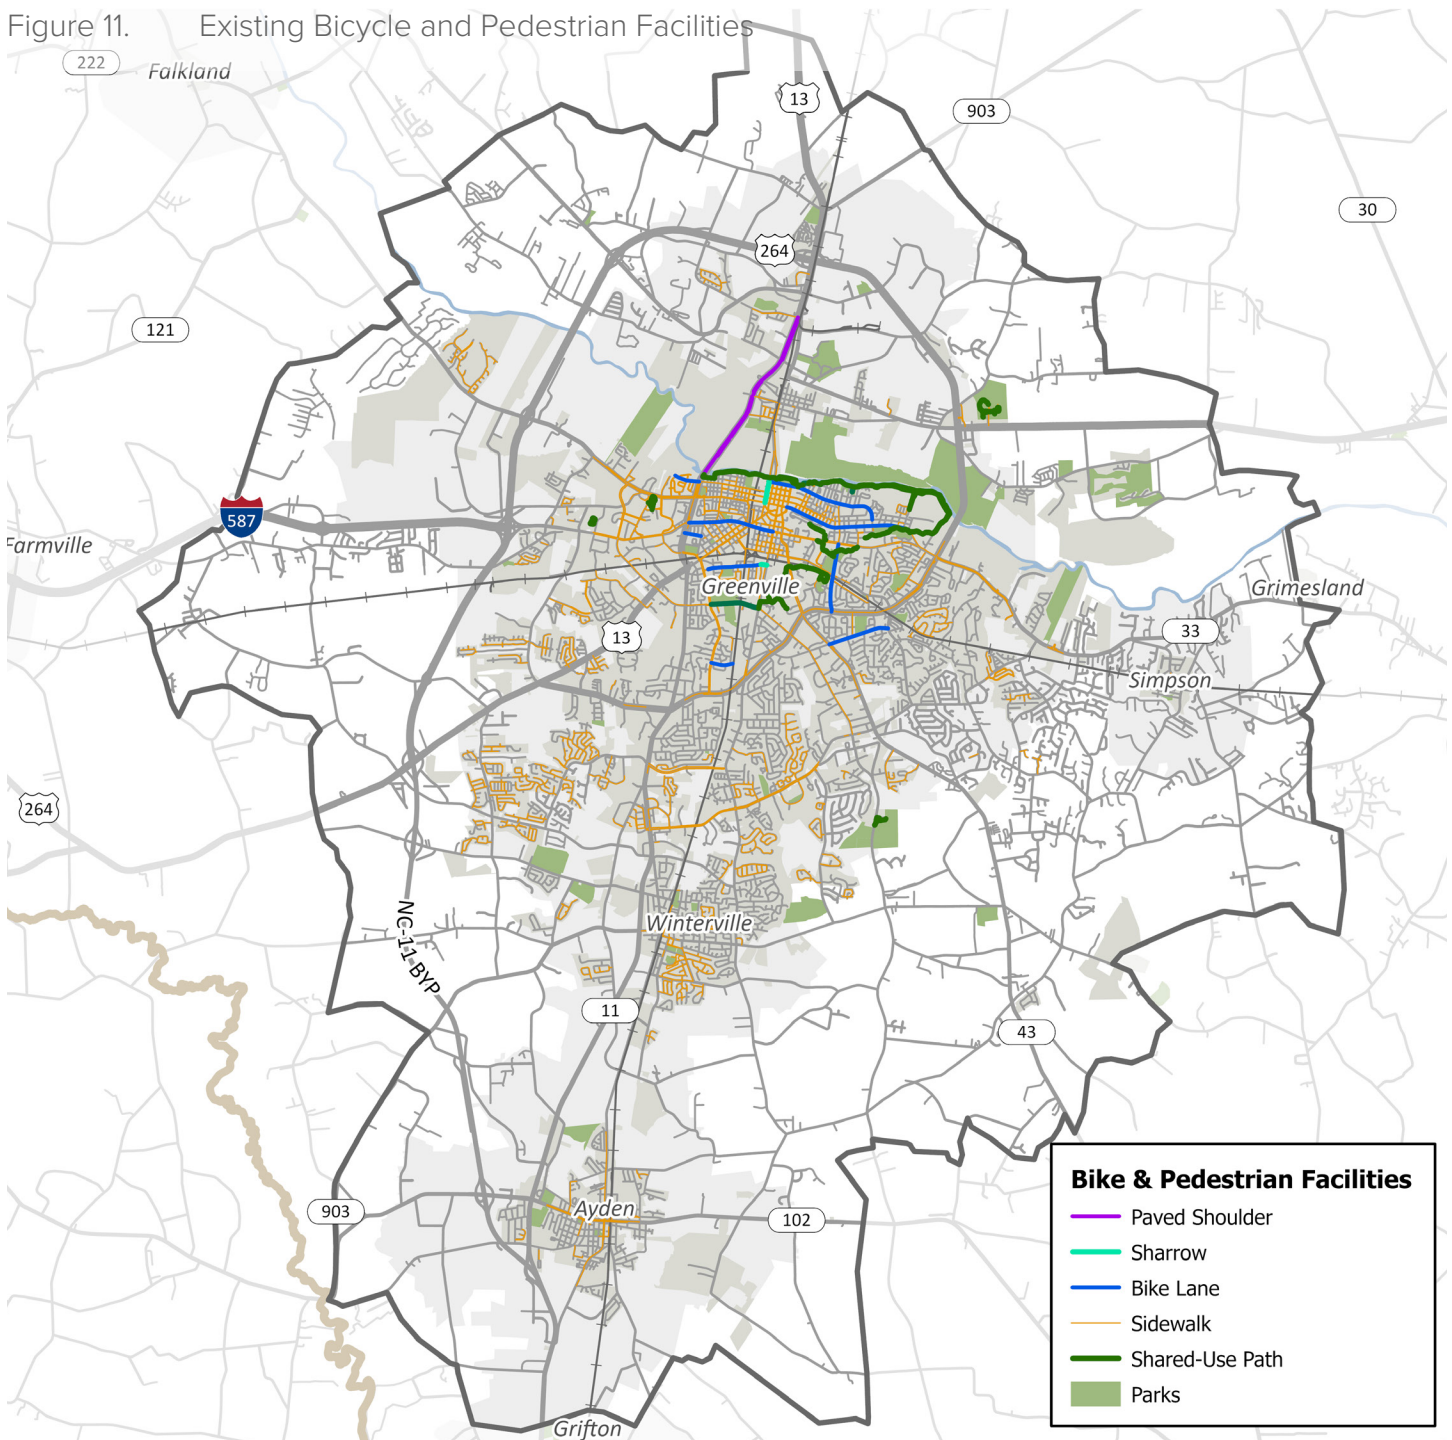 Figure 11. Existing Bicycle and Pedestrian Facilities
222
Falkland
13
903
30
264
121
587
Farmville
Greenville
Grimesland
13
33
Simpson
264
Winterville
NC-11 BYP
11
43
903
Ayden
102
Grifton
Bike & Pedestrian Facilities
Paved Shoulder
Sharrow
Bike Lane
Sidewalk
Shared-Use Path
Parks